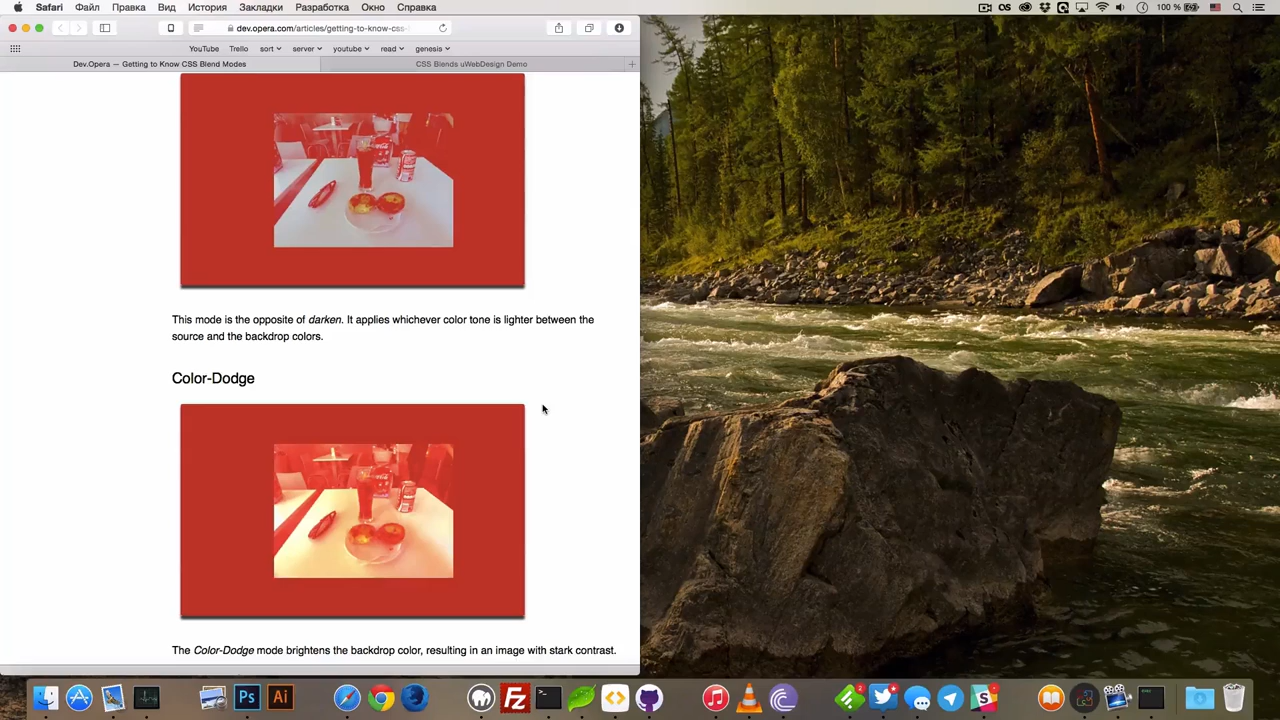 Safari Файл Правка Вид История Закладки Разработка Окно Справка
100 %
dev.opera.com/articles/getting-to-know-css-
YouTube Trello sort server youtube read genesis
Dev.Opera — Getting to Know CSS Blend Modes
CSS Blends uWebDesign Demo
This mode is the opposite of darken. It applies whichever color tone is lighter between the
source and the backdrop colors.
Color-Dodge
The Color-Dodge mode brightens the backdrop color, resulting in an image with stark contrast.
Ps
Ai
Fz